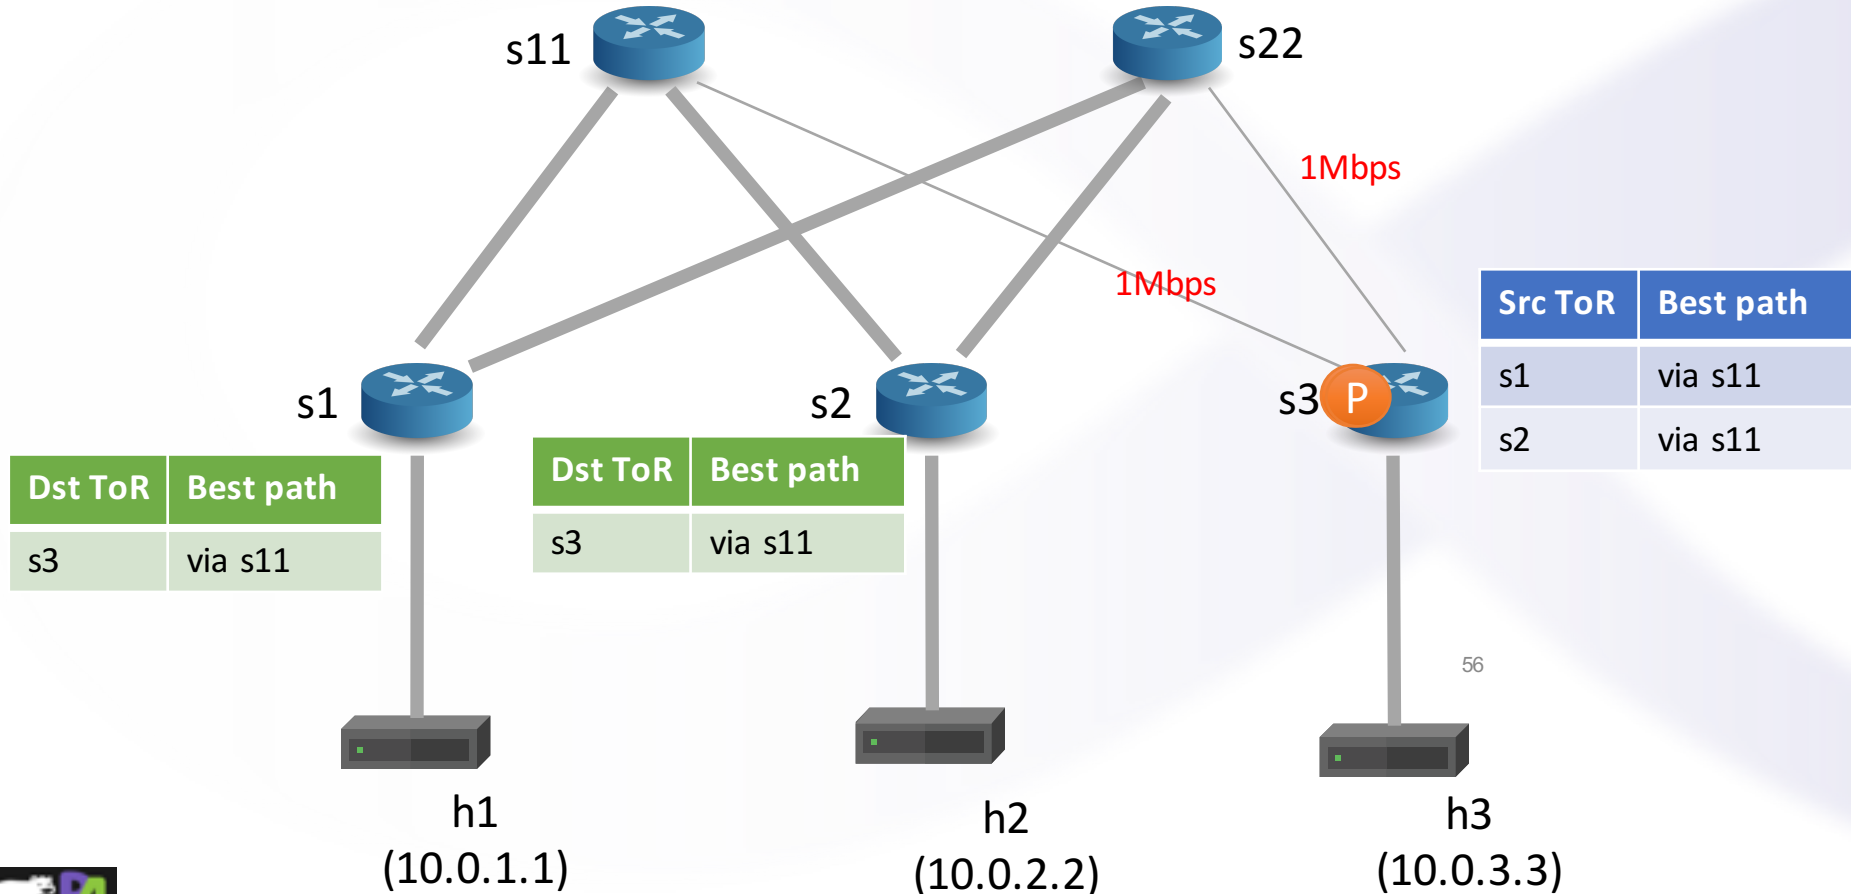 s11
s22
1Mbps
1Mbps
Src ToR Best path
s1 via s11
s2 via s11
s1
s2
s3
P
Dst ToR Best path
s3 via s11
Dst ToR Best path
s3 via s11
56
h1
(10.0.1.1)
h2
(10.0.2.2)
h3
(10.0.3.3)